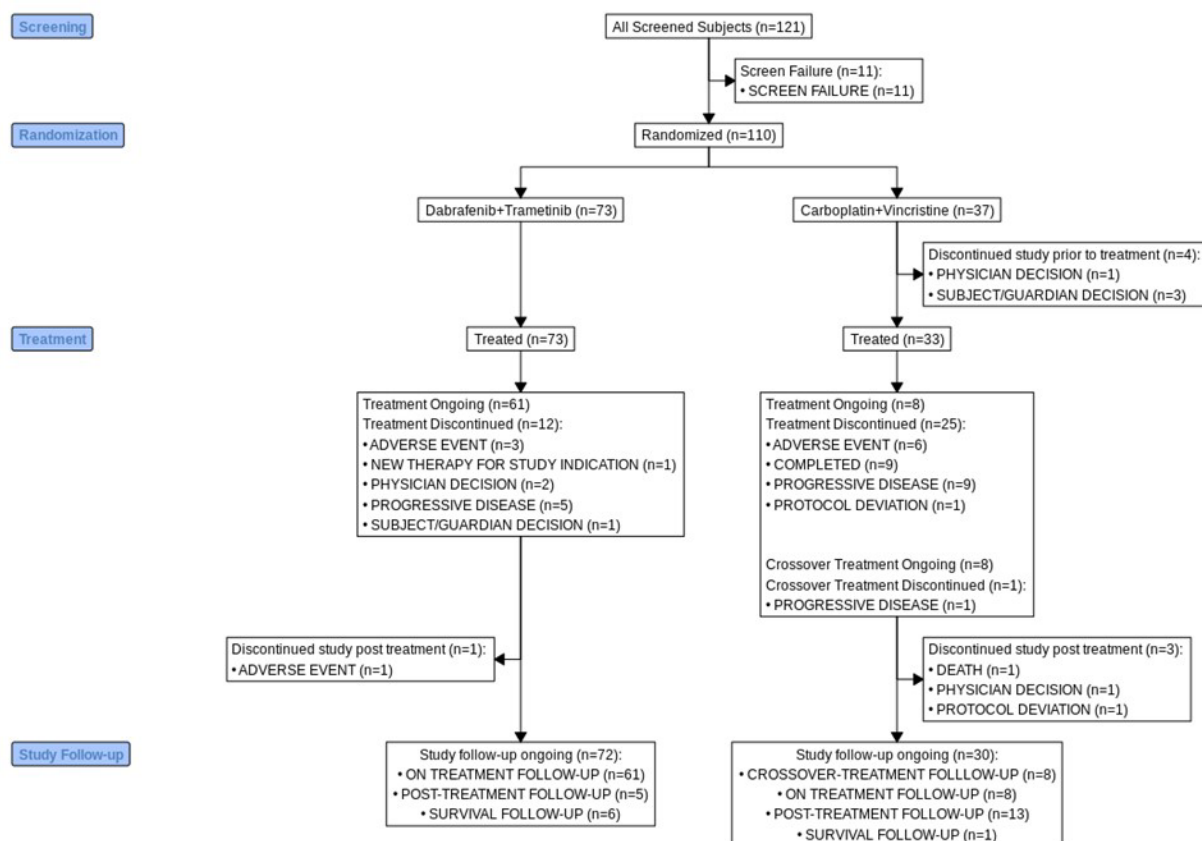 Screening
All Screened Subjects (n=121)
Screen Failure (n=11):
• SCREEN FAILURE (n=11)
Randomization
Randomized (n=110)
Dabrafenib+Trametinib (n=73)
Carboplatin+Vincristine (n=37)
Discontinued study prior to treatment (n=4):
• PHYSICIAN DECISION (n=1)
• SUBJECT/GUARDIAN DECISION (n=3)
Treatment
Treated (n=73)
Treated (n=33)
Treatment Ongoing (n=61)
Treatment Discontinued (n=12):
• ADVERSE EVENT (n=3)
• NEW THERAPY FOR STUDY INDICATION (n=1)
• PHYSICIAN DECISION (n=2)
• PROGRESSIVE DISEASE (n=5)
• SUBJECT/GUARDIAN DECISION (n=1)
Treatment Ongoing (n=8)
Treatment Discontinued (n=25):
• ADVERSE EVENT (n=6)
• COMPLETED (n=9)
• PROGRESSIVE DISEASE (n=9)
• PROTOCOL DEVIATION (n=1)
Crossover Treatment Ongoing (n=8)
Crossover Treatment Discontinued (n=1):
• PROGRESSIVE DISEASE (n=1)
Discontinued study post treatment (n=1):
• ADVERSE EVENT (n=1)
Discontinued study post treatment (n=3):
• DEATH (n=1)
• PHYSICIAN DECISION (n=1)
• PROTOCOL DEVIATION (n=1)
Study Follow-up
Study follow-up ongoing (n=72):
• ON TREATMENT FOLLOW-UP (n=61)
• POST-TREATMENT FOLLOW-UP (n=5)
• SURVIVAL FOLLOW-UP (n=6)
Study follow-up ongoing (n=30):
• CROSSOVER-TREATMENT FOLLLOW-UP (n=8)
• ON TREATMENT FOLLOW-UP (n=8)
• POST-TREATMENT FOLLOW-UP (n=13)
• SURVIVAL FOLLOW-UP (n=1)